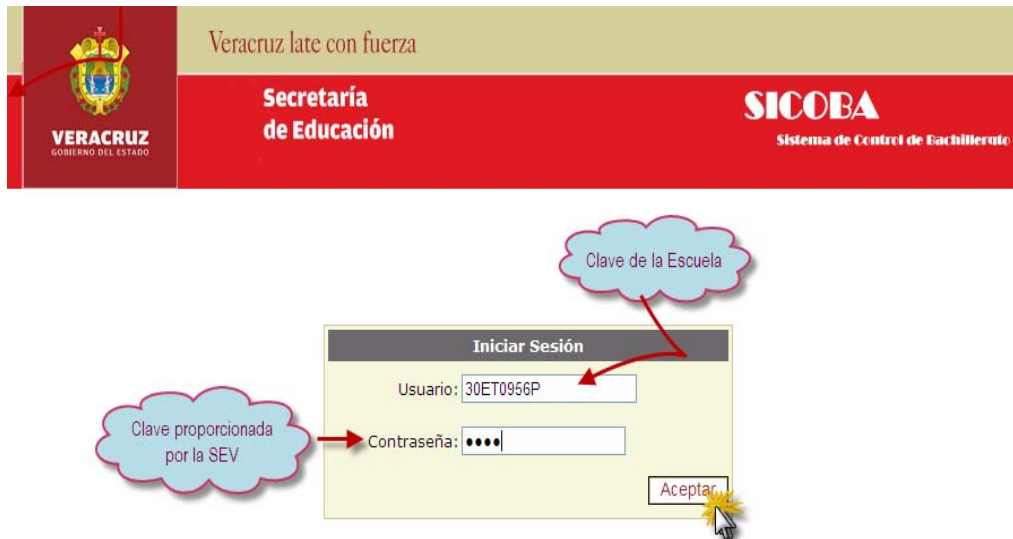 Veracruz late con fuerza
Secretaría
de Educación
SICOBA
Sistema de Control de Bachillerato
VERACRUZ
GOBIERNO DEL ESTADO
Clave de la Escuela
Iniciar Sesión
Usuario: 30ET0956P
Clave proporcionada
por la SEV
Contraseña: ••••
Aceptar